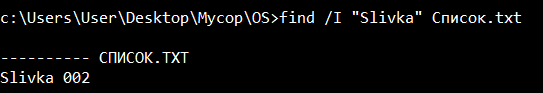 c:\Users\User\Desktop\Мусор\OS>find /I "Slivka" Список.txt
---------- СПИСОК.TXT
Slivka 002